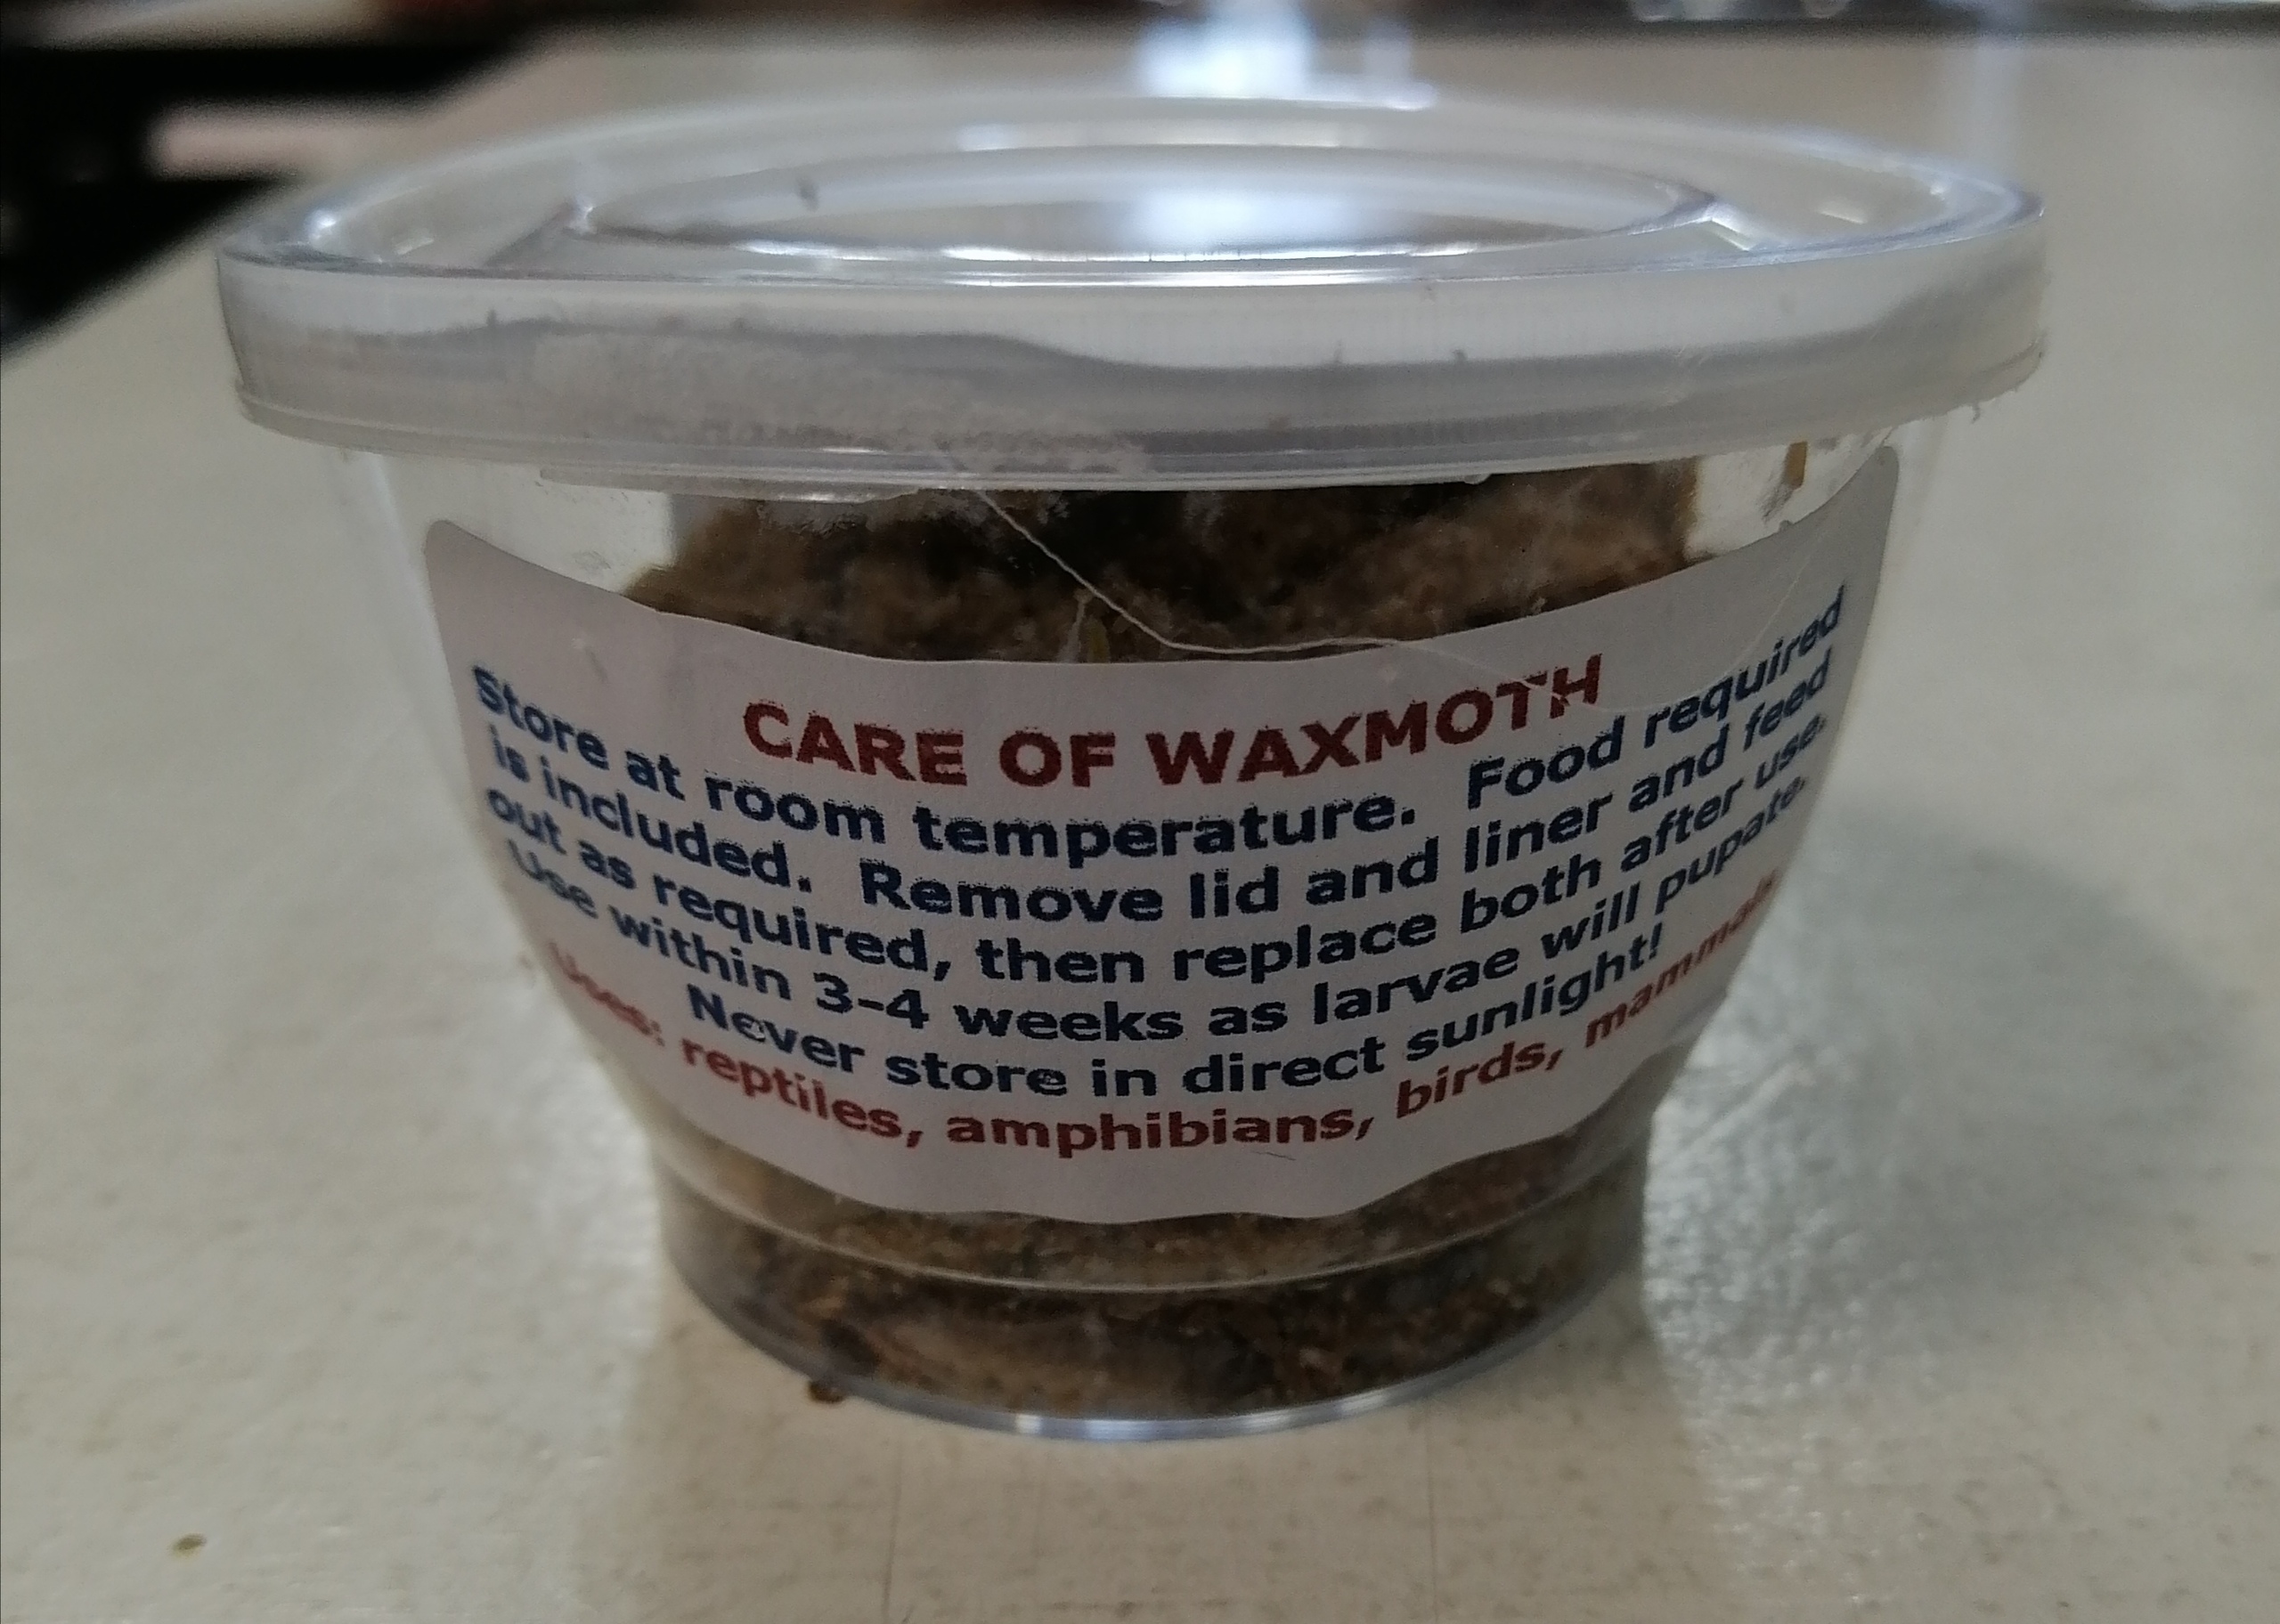 CARE OF WAXMOTH
Store at room temperature. Food required
is included. Remove lid and liner and feed
out as required, then replace both after use.
Use within 3-4 weeks as larvae will pupate.
Never store in direct sunlight!
Uses: reptiles, amphibians, birds, mammals